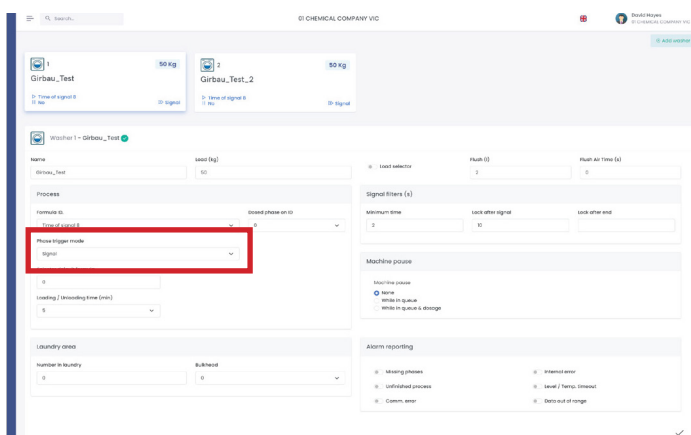 Search...
01 CHEMICAL COMPANY VIC
David Hayes
01 CHEMICAL COMPANY VIC
Add washer
1
50 Kg
Girbau_Test
Time of signal 8
No
Signal
2
50 Kg
Girbau_Test_2
Time of signal 8
No
Signal
Washer 1 - Girbau_Test
Name
Load (kg)
Load selector
Flush (l)
Flush Air Time (s)
Girbau_Test
50
2
0
Process
Signal filters (s)
Formula ID.
Dosed phase on ID
Minimum time
Lock after signal
Lock after end
Time of signal 8
0
2
10
Phase trigger mode
Signal
Machine pause
Machine pause
0
None
While in queue
Loading / Unloading time (min)
While in queue & dosage
5
Laundry area
Alarm reporting
Number in laundry
Bulkhead
0
0
Missing phases
Internal error
Unfinished process
Level / Temp. timeout
Comm. error
Data out of range